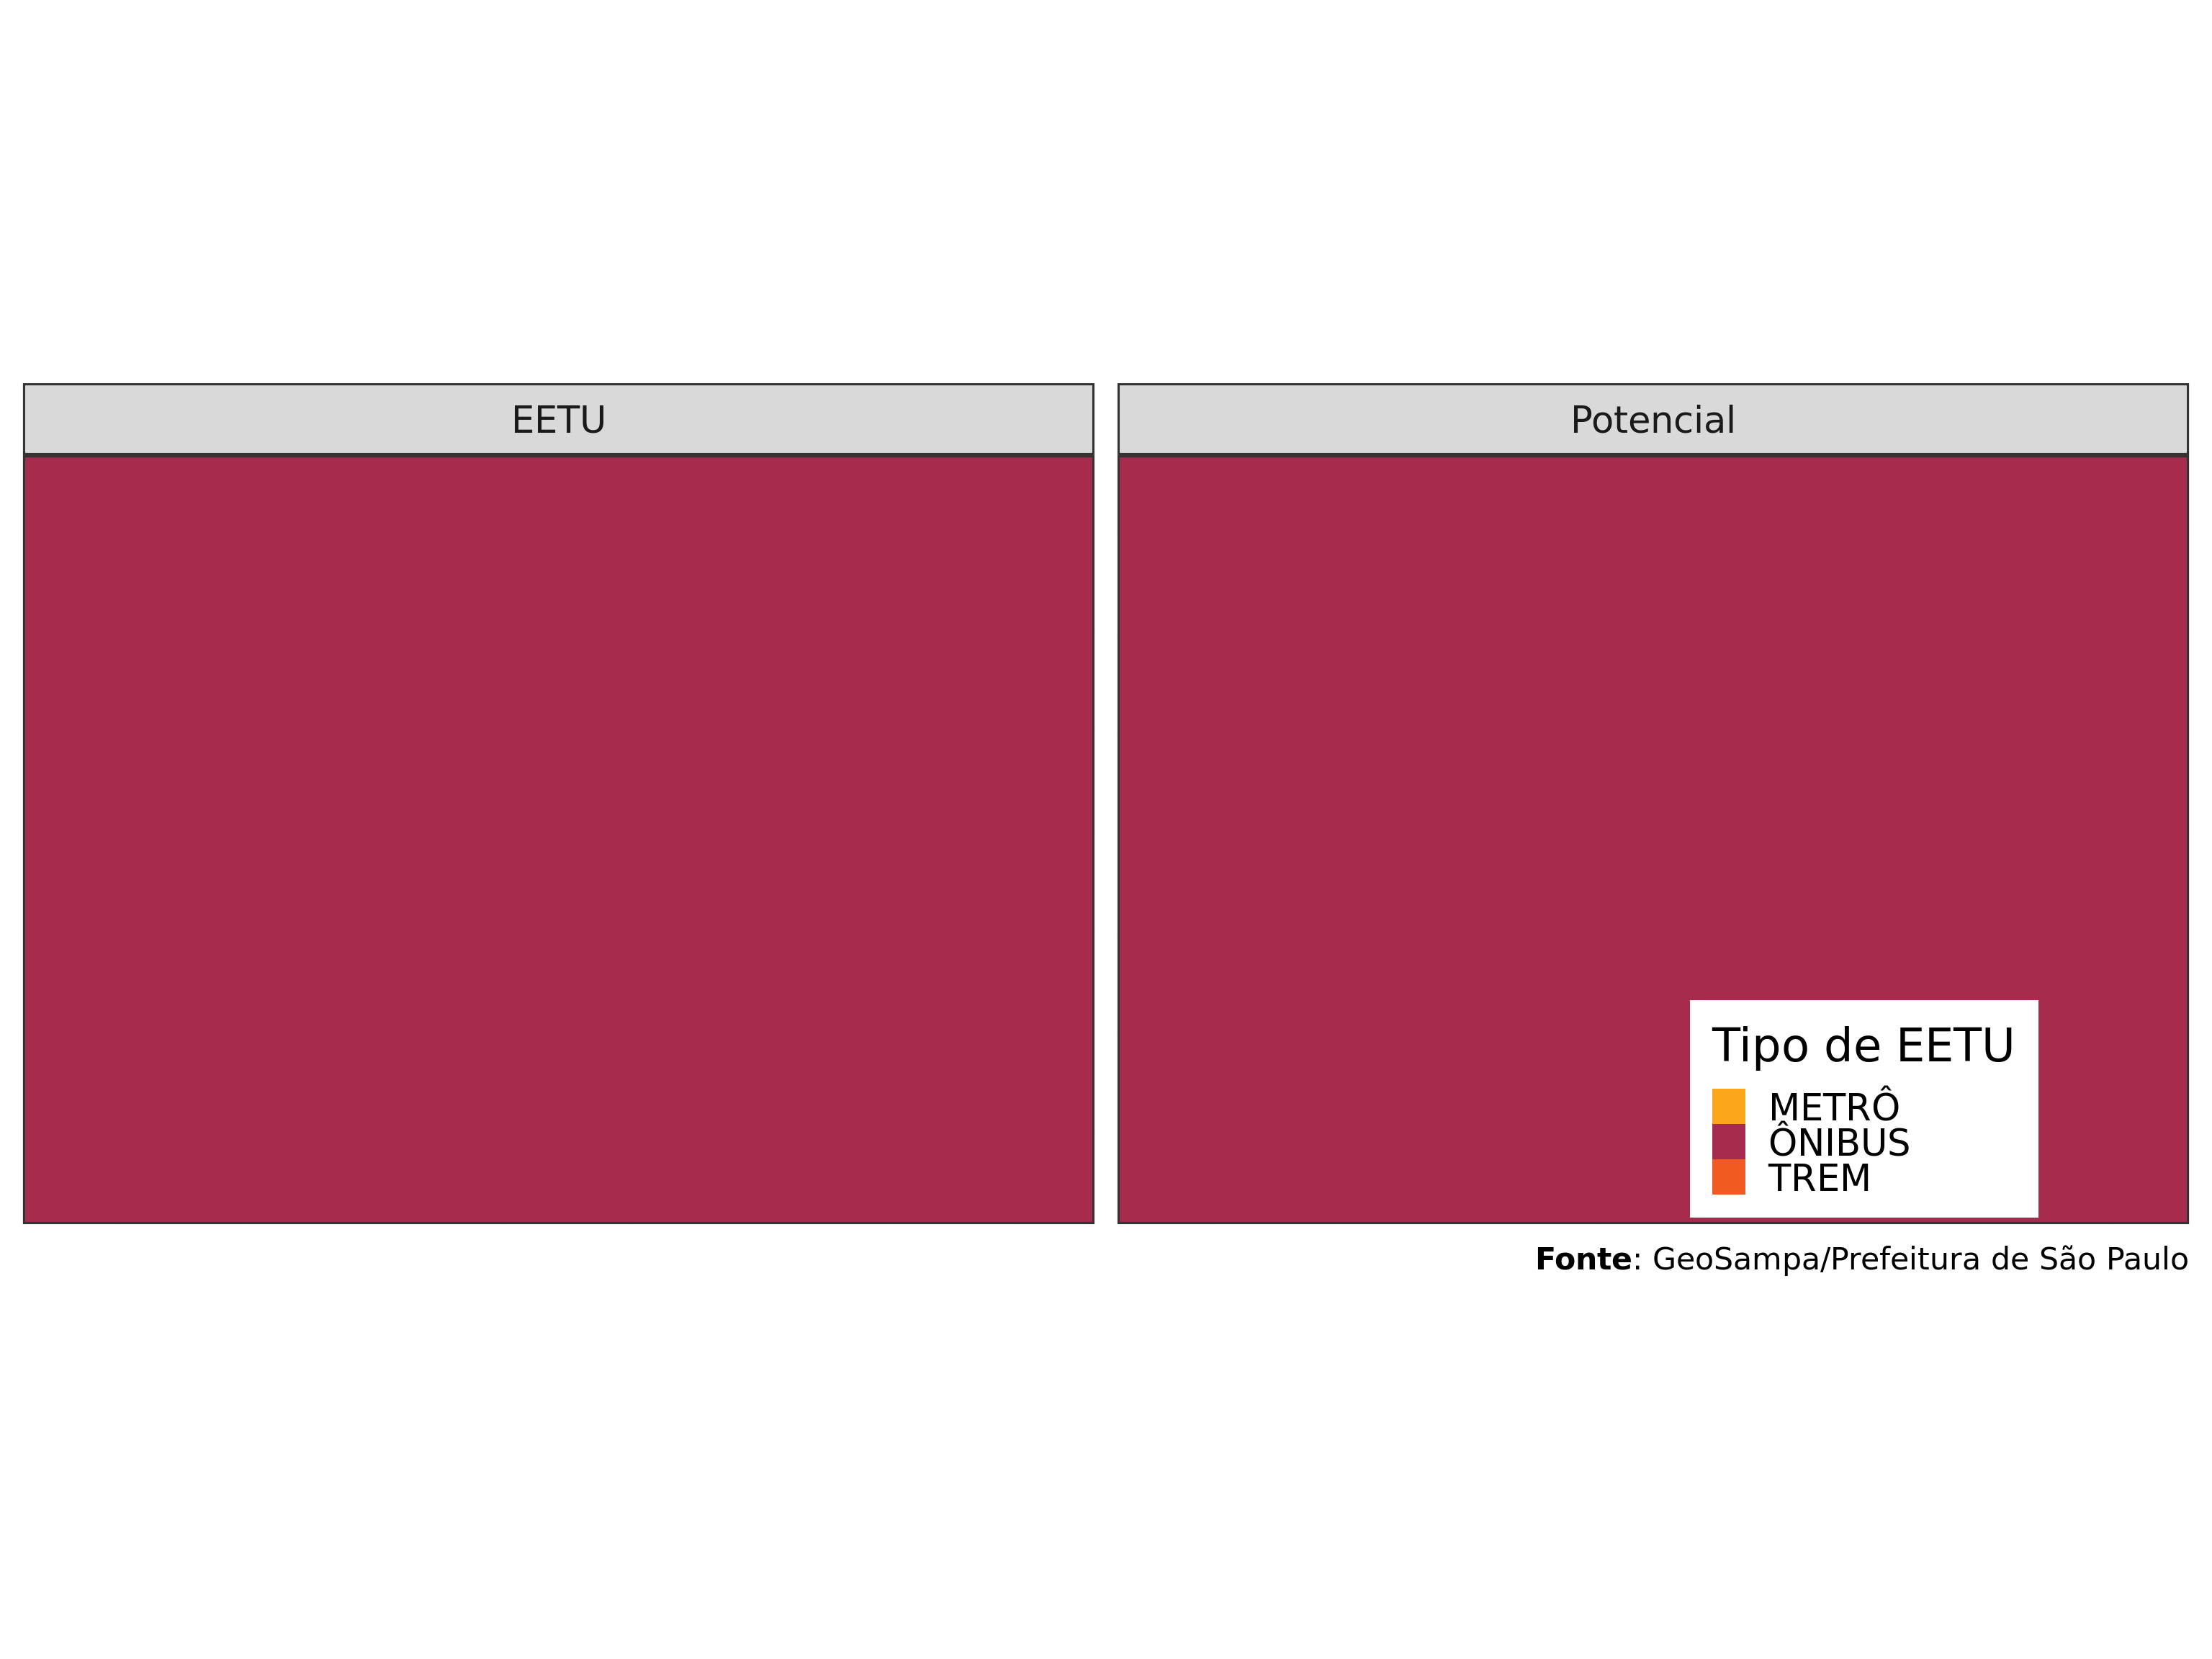 EETU
Potencial
Tipo de EETU
METRÔ
ÔNIBUS
TREM
Fonte: GeoSampa/Prefeitura de São Paulo